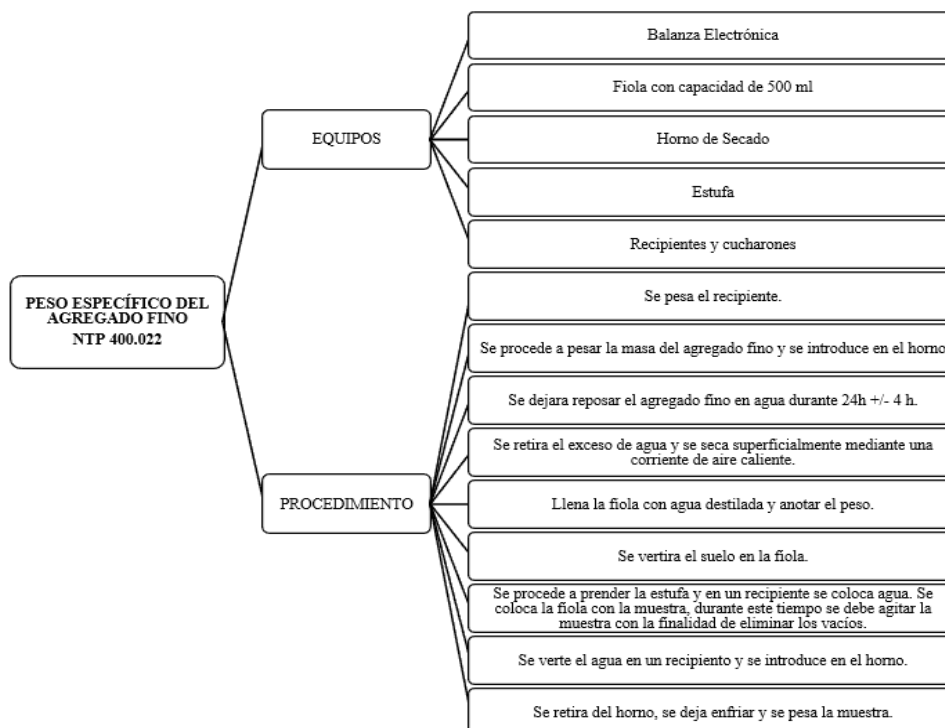 PESO ESPECÍFICO DEL
AGREGADO FINO
NTP 400.022
EQUIPOS
Balanza Electrónica
Fiola con capacidad de 500 ml
Horno de Secado
Estufa
Recipientes y cucharones
PROCEDIMIENTO
Se pesa el recipiente.
Se procede a pesar la masa del agregado fino y se introduce en el horno
Se dejara reposar el agregado fino en agua durante 24h +/- 4 h.
Se retira el exceso de agua y se seca superficialmente mediante una
corriente de aire caliente.
Llena la fiola con agua destilada y anotar el peso.
Se vertira el suelo en la fiola.
Se procede a prender la estufa y en un recipiente se coloca agua. Se
coloca la fiola con la muestra, durante este tiempo se debe agitar la
muestra con la finalidad de eliminar los vacíos.
Se verte el agua en un recipiento y se introduce en el horno.
Se retira del horno, se deja enfriar y se pesa la muestra.